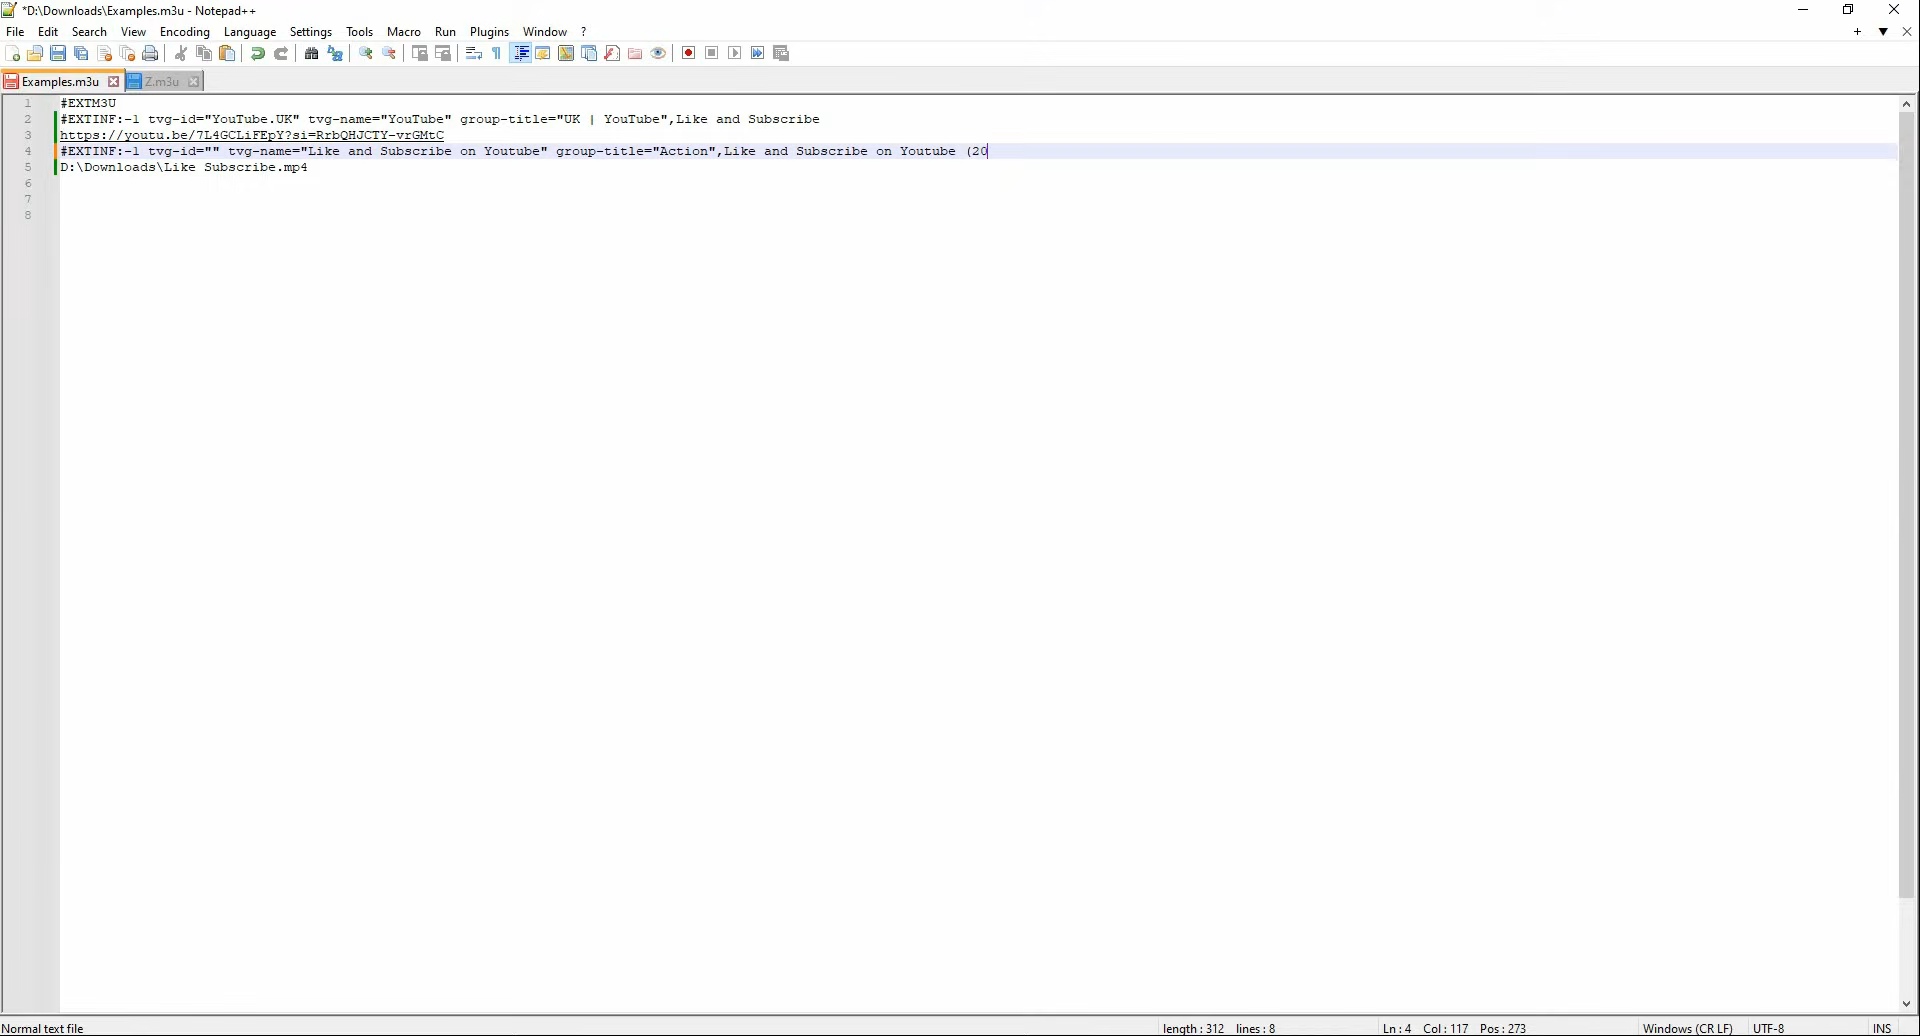 *D:\Downloads\Examples.m3u - Notepad++
File Edit Search View Encoding Language Settings Tools Macro Run Plugins Window ?
Examples.m3u Z.m3u
1 #EXTM3U
2 #EXTINF:-1 tvg-id="YouTube.UK" tvg-name="YouTube" group-title="UK | YouTube",Like and Subscribe
3 https://youtu.be/7L4GCLiFEpY?si=RrbQHJCTY-vrGMtC
4 #EXTINF:-1 tvg-id="" tvg-name="Like and Subscribe on Youtube" group-title="Action",Like and Subscribe on Youtube (20
5 D:\Downloads\Like Subscribe.mp4
6
7
8
Normal text file length : 312 lines : 8 Ln : 4 Col : 117 Pos : 273 Windows (CR LF) UTF-8 INS